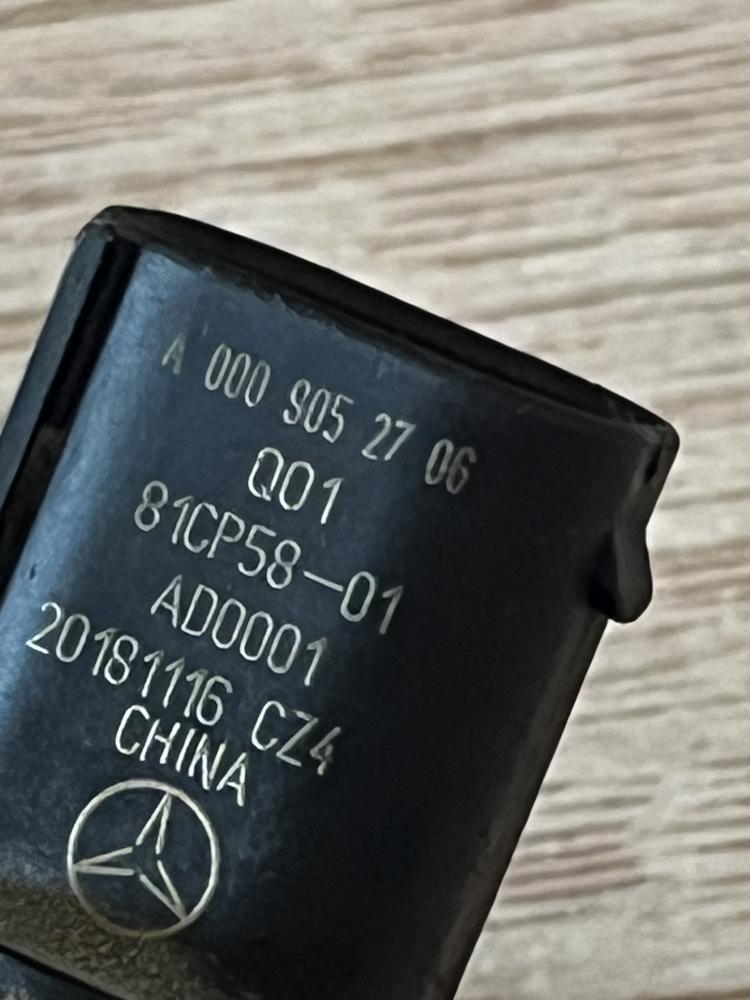 A 000 905 27 06
Q01
81CP58-01
AD0001
20181116 CZ4
CHINA